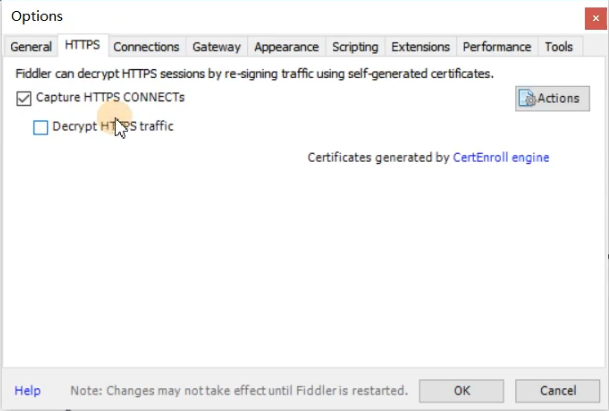 Options
General HTTPS Connections Gateway Appearance Scripting Extensions Performance Tools
Fiddler can decrypt HTTPS sessions by re-signing traffic using self-generated certificates.
Capture HTTPS CONNECTs
Actions
Decrypt HTTPS traffic
Certificates generated by CertEnroll engine
Help Note: Changes may not take effect until Fiddler is restarted. OK Cancel